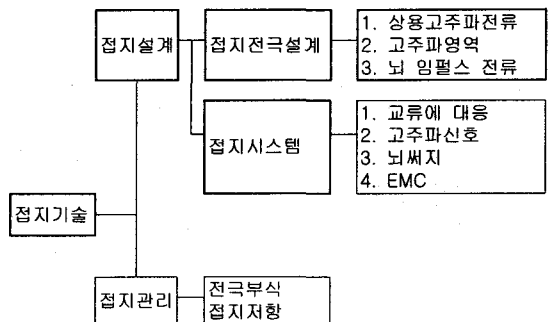 접지설계
접지전극설계
1. 상용고주파전류
2. 고주파영역
3. 뇌 임펄스 전류
접지시스템
1. 교류에 대응
2. 고주파신호
3. 뇌써지
4. EMC
접지기술
접지관리
전극부식
접지저항